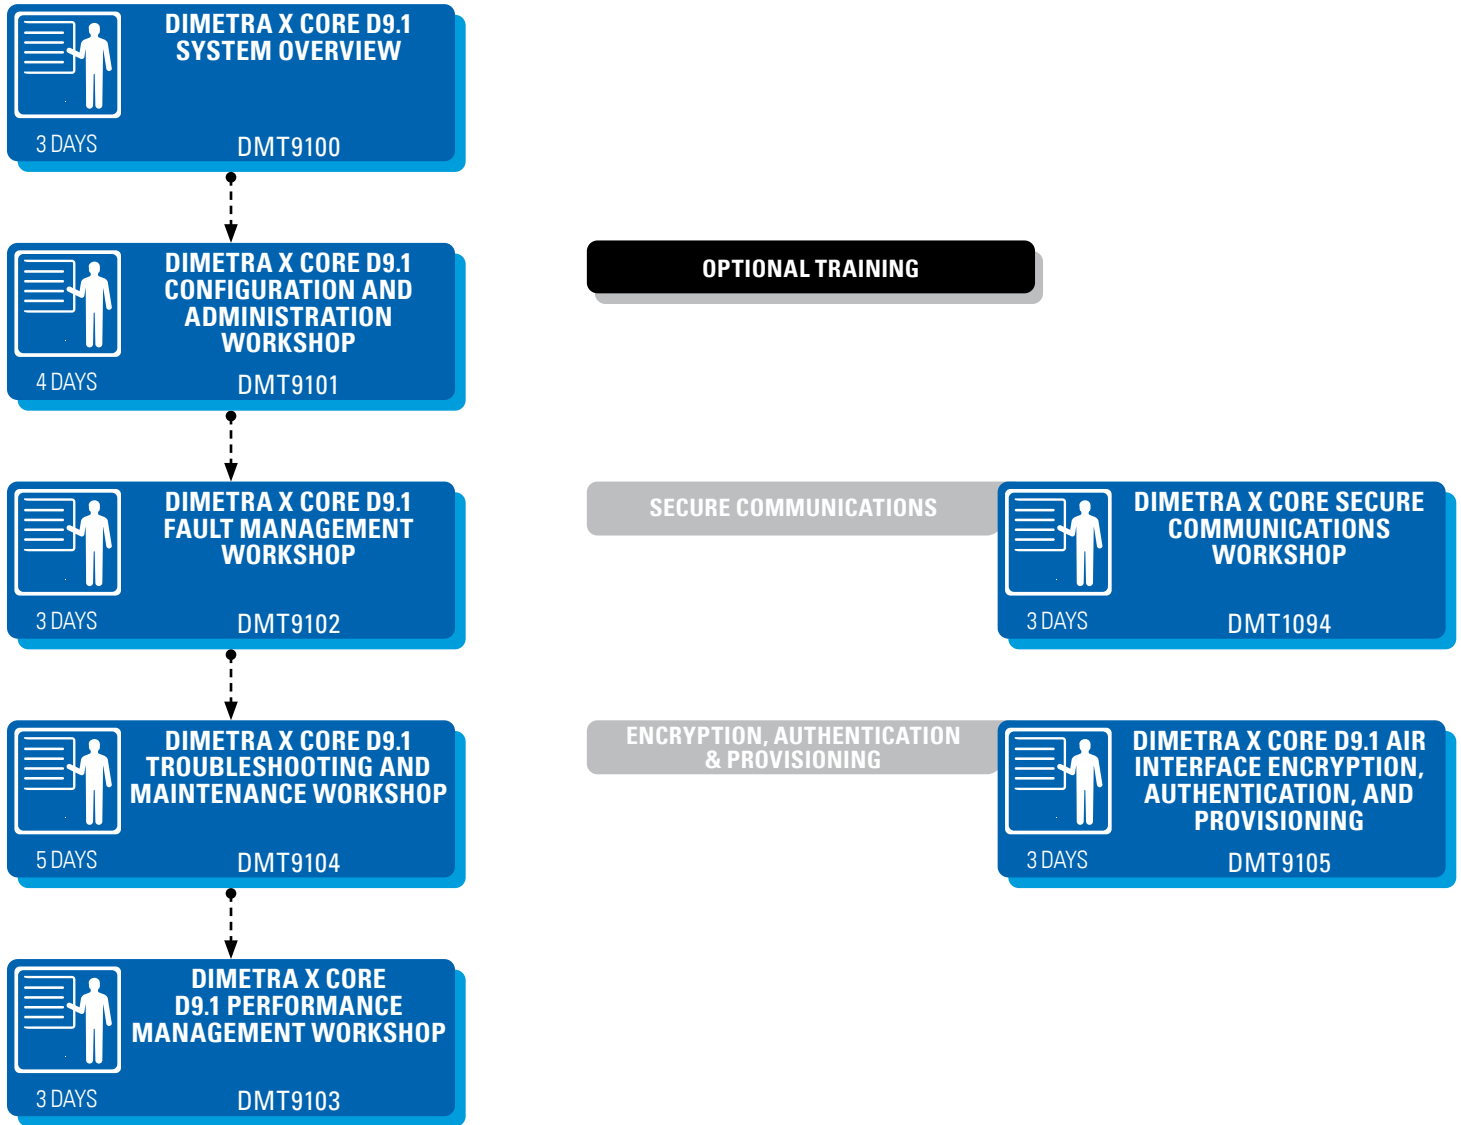 DIMETRA X CORE D9.1
SYSTEM OVERVIEW
3 DAYS
DMT9100
DIMETRA X CORE D9.1
CONFIGURATION AND
ADMINISTRATION
WORKSHOP
4 DAYS
DMT9101
OPTIONAL TRAINING
DIMETRA X CORE D9.1
FAULT MANAGEMENT
WORKSHOP
3 DAYS
DMT9102
SECURE COMMUNICATIONS
DIMETRA X CORE SECURE
COMMUNICATIONS
WORKSHOP
3 DAYS
DMT1094
DIMETRA X CORE D9.1
TROUBLESHOOTING AND
MAINTENANCE WORKSHOP
5 DAYS
DMT9104
ENCRYPTION, AUTHENTICATION
& PROVISIONING
DIMETRA X CORE D9.1 AIR
INTERFACE ENCRYPTION,
AUTHENTICATION, AND
PROVISIONING
3 DAYS
DMT9105
DIMETRA X CORE
D9.1 PERFORMANCE
MANAGEMENT WORKSHOP
3 DAYS
DMT9103